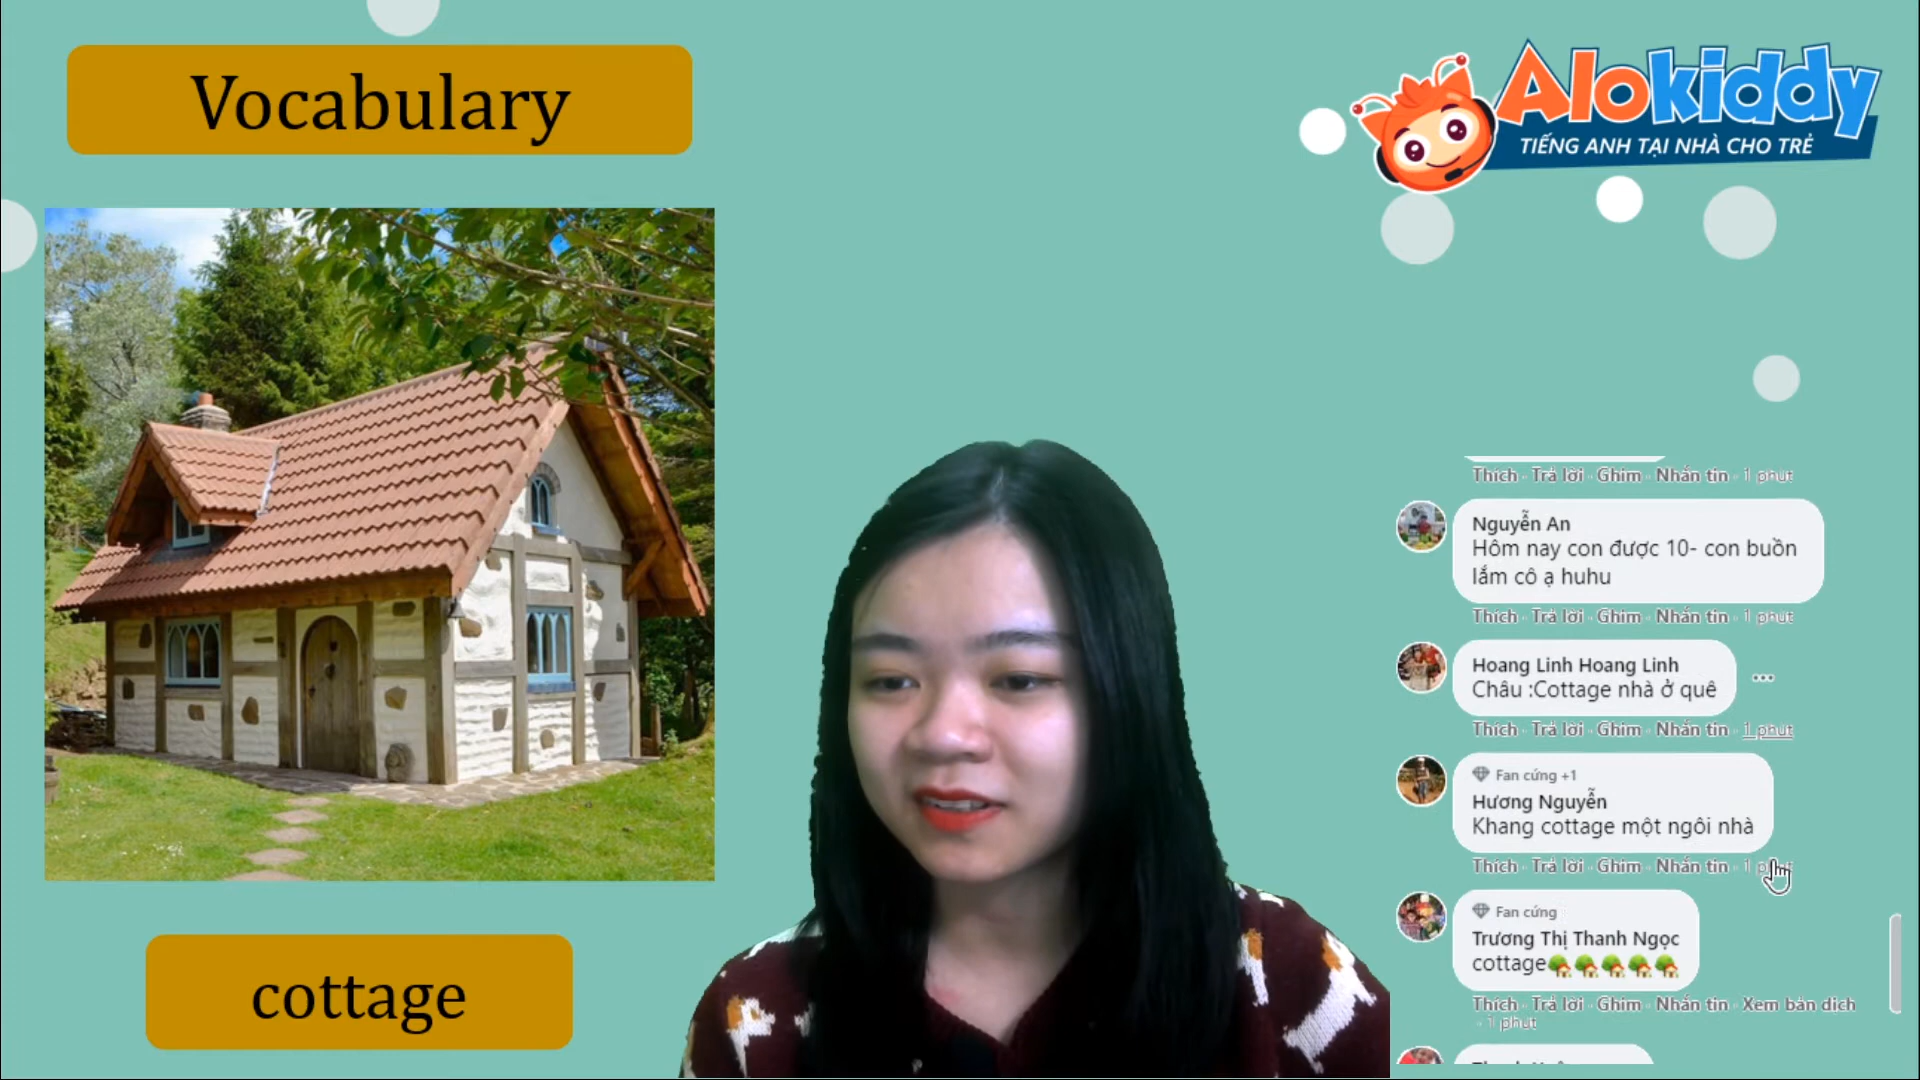 Vocabulary
Alokiddy
TIẾNG ANH TẠI NHÀ CHO TRẺ
cottage
Thích · Trả lời · Ghim · Nhắn tin · 1 phút
Nguyễn An
Hôm nay con được 10- con buồn
lắm cô ạ huhu
Thích · Trả lời · Ghim · Nhắn tin · 1 phút
Hoang Linh Hoang Linh
Châu :Cottage nhà ở quê
Thích · Trả lời · Ghim · Nhắn tin · 1 phút
Fan cứng +1
Hương Nguyễn
Khang cottage một ngôi nhà
Thích · Trả lời · Ghim · Nhắn tin · 1
Fan cứng
Trương Thị Thanh Ngọc
cottage🏡🏡🏡🏡🏡
Thích · Trả lời · Ghim · Nhắn tin · Xem bản dịch
· 1 phút